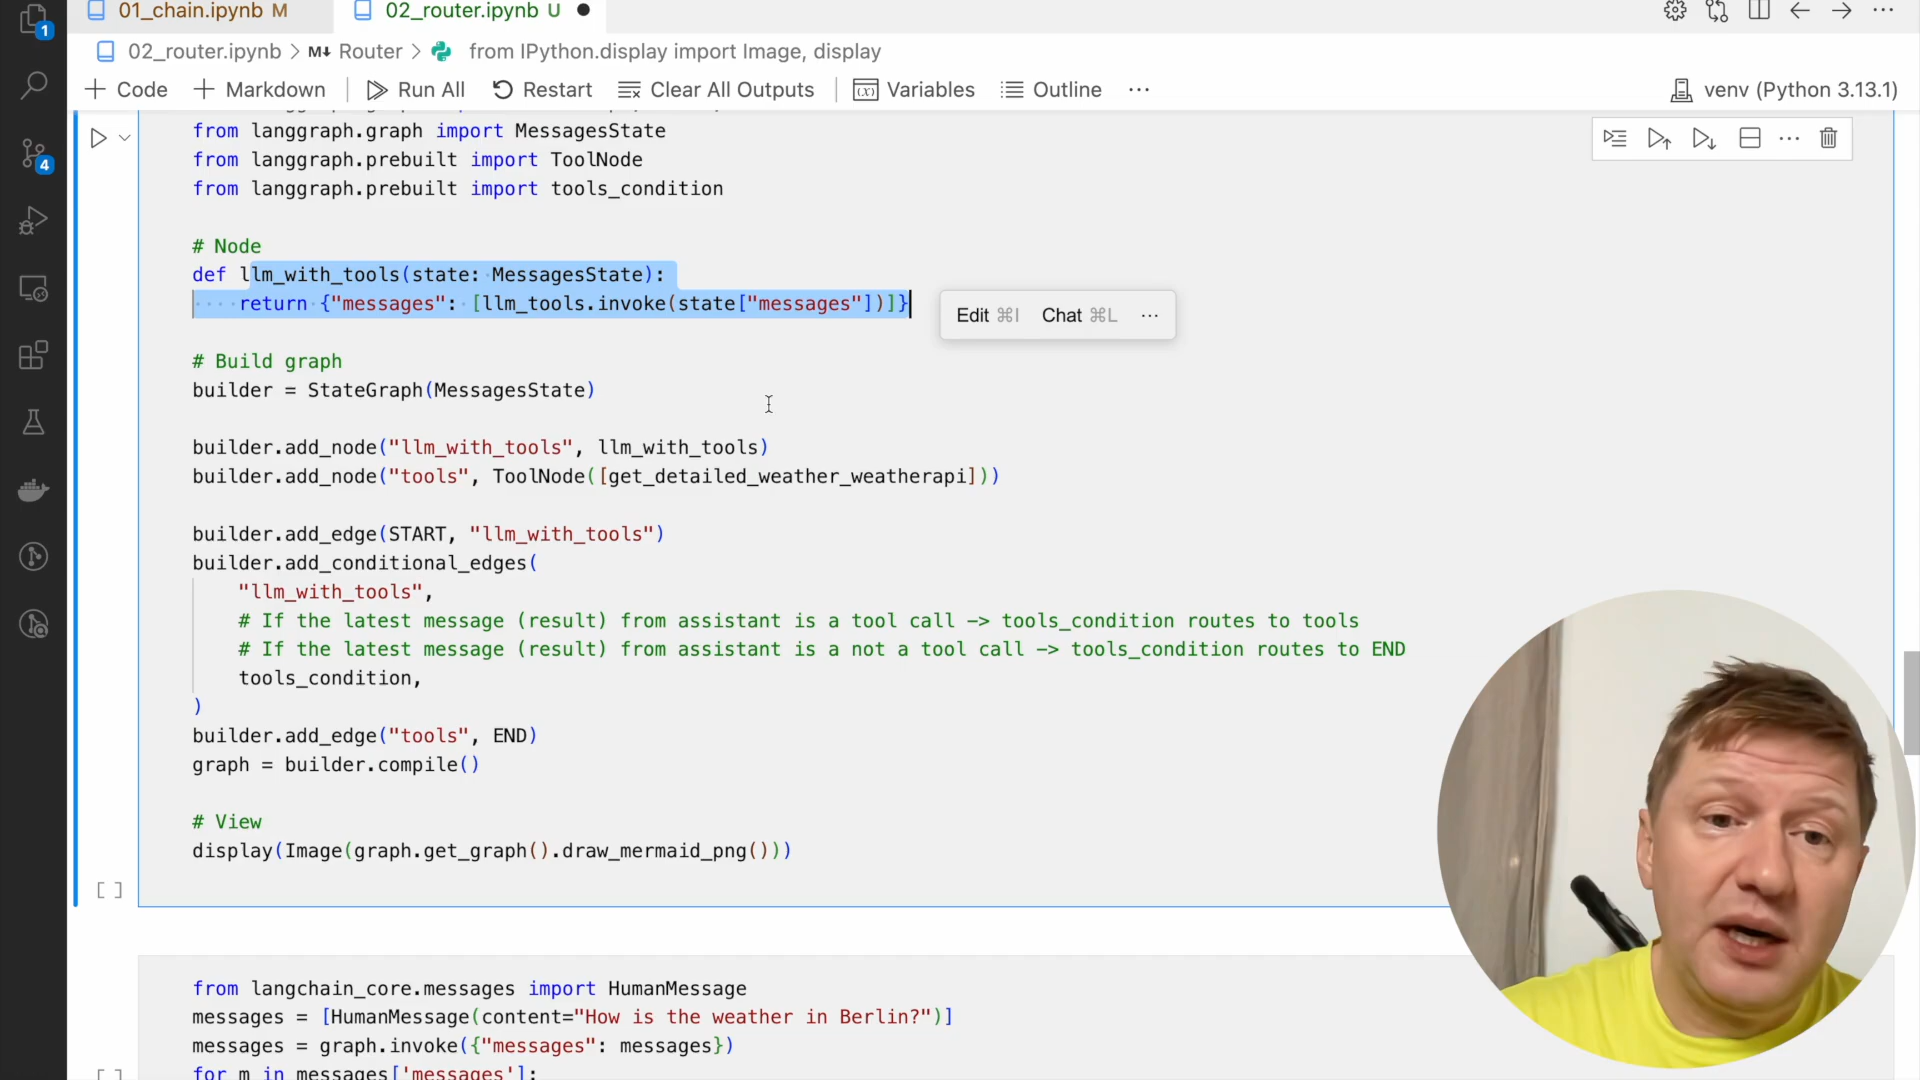 01_chain.ipynb M
02_router.ipynb U
1
02_router.ipynb > M↓ Router > from IPython.display import Image, display
+ Code + Markdown Run All Restart Clear All Outputs Variables Outline ... venv (Python 3.13.1)
from langgraph.graph import MessagesState
from langgraph.prebuilt import ToolNode
from langgraph.prebuilt import tools_condition
4
# Node
def llm_with_tools(state: MessagesState):
return {"messages": [llm_tools.invoke(state["messages"])]}
Edit ⌘I Chat ⌘L ...
# Build graph
builder = StateGraph(MessagesState)
builder.add_node("llm_with_tools", llm_with_tools)
builder.add_node("tools", ToolNode([get_detailed_weather_weatherapi]))
builder.add_edge(START, "llm_with_tools")
builder.add_conditional_edges(
"llm_with_tools",
# If the latest message (result) from assistant is a tool call -> tools_condition routes to tools
# If the latest message (result) from assistant is a not a tool call -> tools_condition routes to END
tools_condition,
)
builder.add_edge("tools", END)
graph = builder.compile()
# View
display(Image(graph.get_graph().draw_mermaid_png()))
[ ]
from langchain_core.messages import HumanMessage
messages = [HumanMessage(content="How is the weather in Berlin?")]
messages = graph.invoke({"messages": messages})
for m in messages['messages']: